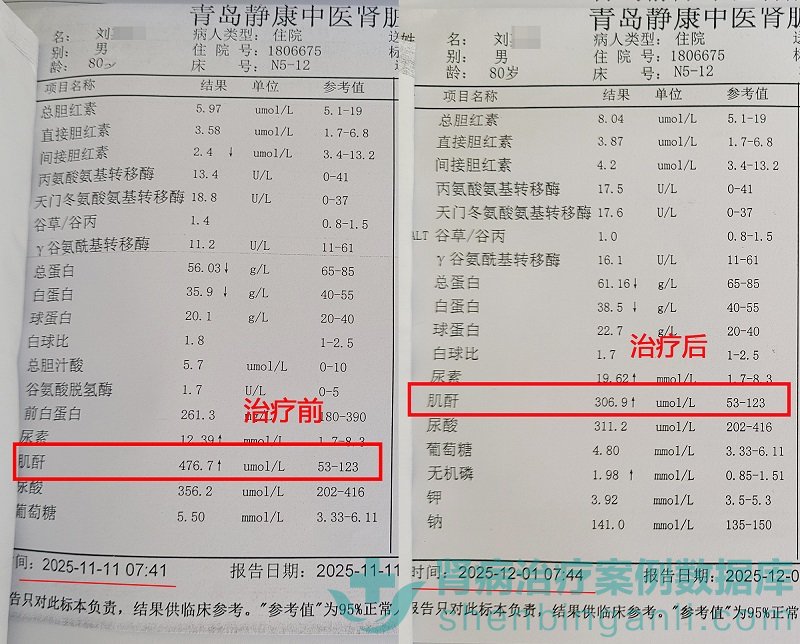 青岛静康中医肾脏
名： 刘
病人类型： 住院
别： 男
住 院 号： 1806675
龄： 80岁
床 号： N5-12
项目名称 结果 单位 参考值
总胆红素 5.97 umol/L 5.1-19
直接胆红素 3.58 umol/L 1.7-6.8
间接胆红素 2.4 ↓ umol/L 3.4-13.2
丙氨酸氨基转移酶 13.4 U/L 0-41
天门冬氨酸氨基转移酶 18.8 U/L 0-37
谷草/谷丙 1.4 0.8-1.5
γ谷氨酰基转移酶 11.2 U/L 11-61
总蛋白 56.03↓ g/L 65-85
白蛋白 35.9 ↓ g/L 40-55
球蛋白 20.1 g/L 20-40
白球比 1.8 1-2.5
总胆汁酸 5.7 umol/L 0-10
谷氨酸脱氢酶 1.7 U/L 0-5
前白蛋白 261.3 180-390
治疗前
尿素 12.39↑ mmol/L 1.7-8.3
肌酐 476.7↑ umol/L 53-123
尿酸 356.2 umol/L 202-416
葡萄糖 5.50 mmol/L 3.33-6.11
间：2025-11-11 07:41 报告日期：2025-11-11
告只对此标本负责，结果供临床参考。"参考值"为95%正常人
青岛静康中医肾脏
名： 刘
病人类型： 住院
别： 男
住 院 号： 1806675
龄： 80岁
床 号： N5-12
项目名称 结果 单位 参考值
总胆红素 8.04 umol/L 5.1-19
直接胆红素 3.87 umol/L 1.7-6.8
间接胆红素 4.2 umol/L 3.4-13.2
丙氨酸氨基转移酶 17.5 U/L 0-41
天门冬氨酸氨基转移酶 17.6 U/L 0-37
ALT 谷草/谷丙 1.0 0.8-1.5
γ谷氨酰基转移酶 16.1 U/L 11-61
总蛋白 61.16↓ g/L 65-85
白蛋白 38.5 ↓ g/L 40-55
球蛋白 22.7 g/L 20-40
治疗后
白球比 1.7 1-2.5
尿素 19.62↑ mmol/L 1.7-8.3
肌酐 306.9↑ umol/L 53-123
尿酸 311.2 umol/L 202-416
葡萄糖 4.80 mmol/L 3.33-6.11
无机磷 1.98 ↑ mmol/L 0.85-1.51
钾 3.92 mmol/L 3.5-5.3
钠 141.0 mmol/L 135-150
时间：2025-12-01 07:44 报告日期：2025-12-0
报告只对此标本负责，结果供临床参考。"参考值"为95%正常
肾病治疗案例数据库
shenbinganli.com